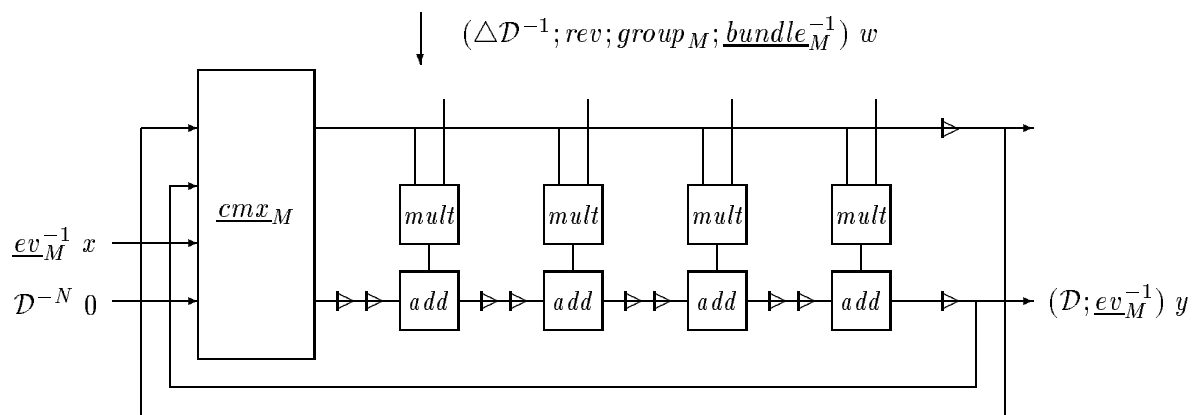 (△𝒟⁻¹; rev; group_M; bundle_M⁻¹) w
cmx_M
mult mult mult mult
ev_M⁻¹ x
𝒟⁻ᴺ 0
add add add add
(𝒟; ev_M⁻¹) y